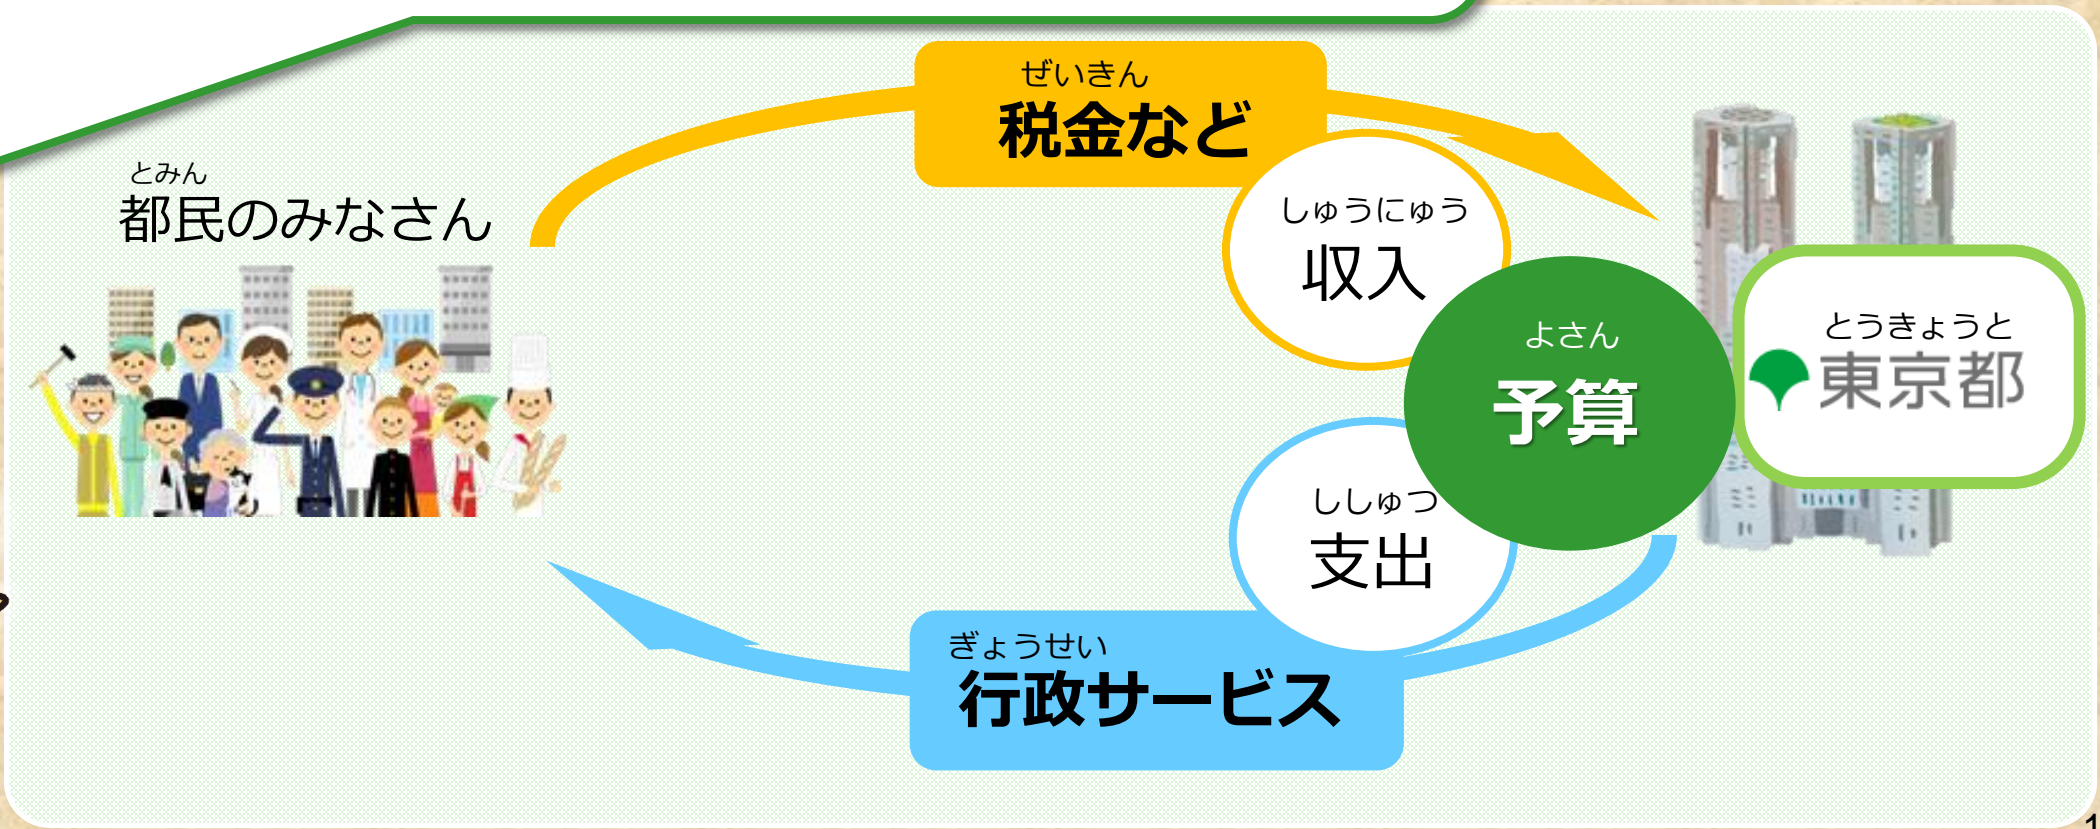 ぜいきん
税金など
とみん
都民のみなさん
しゅうにゅう
収入
よさん
予算
とうきょうと
東京都
ししゅつ
支出
ぎょうせい
行政サービス